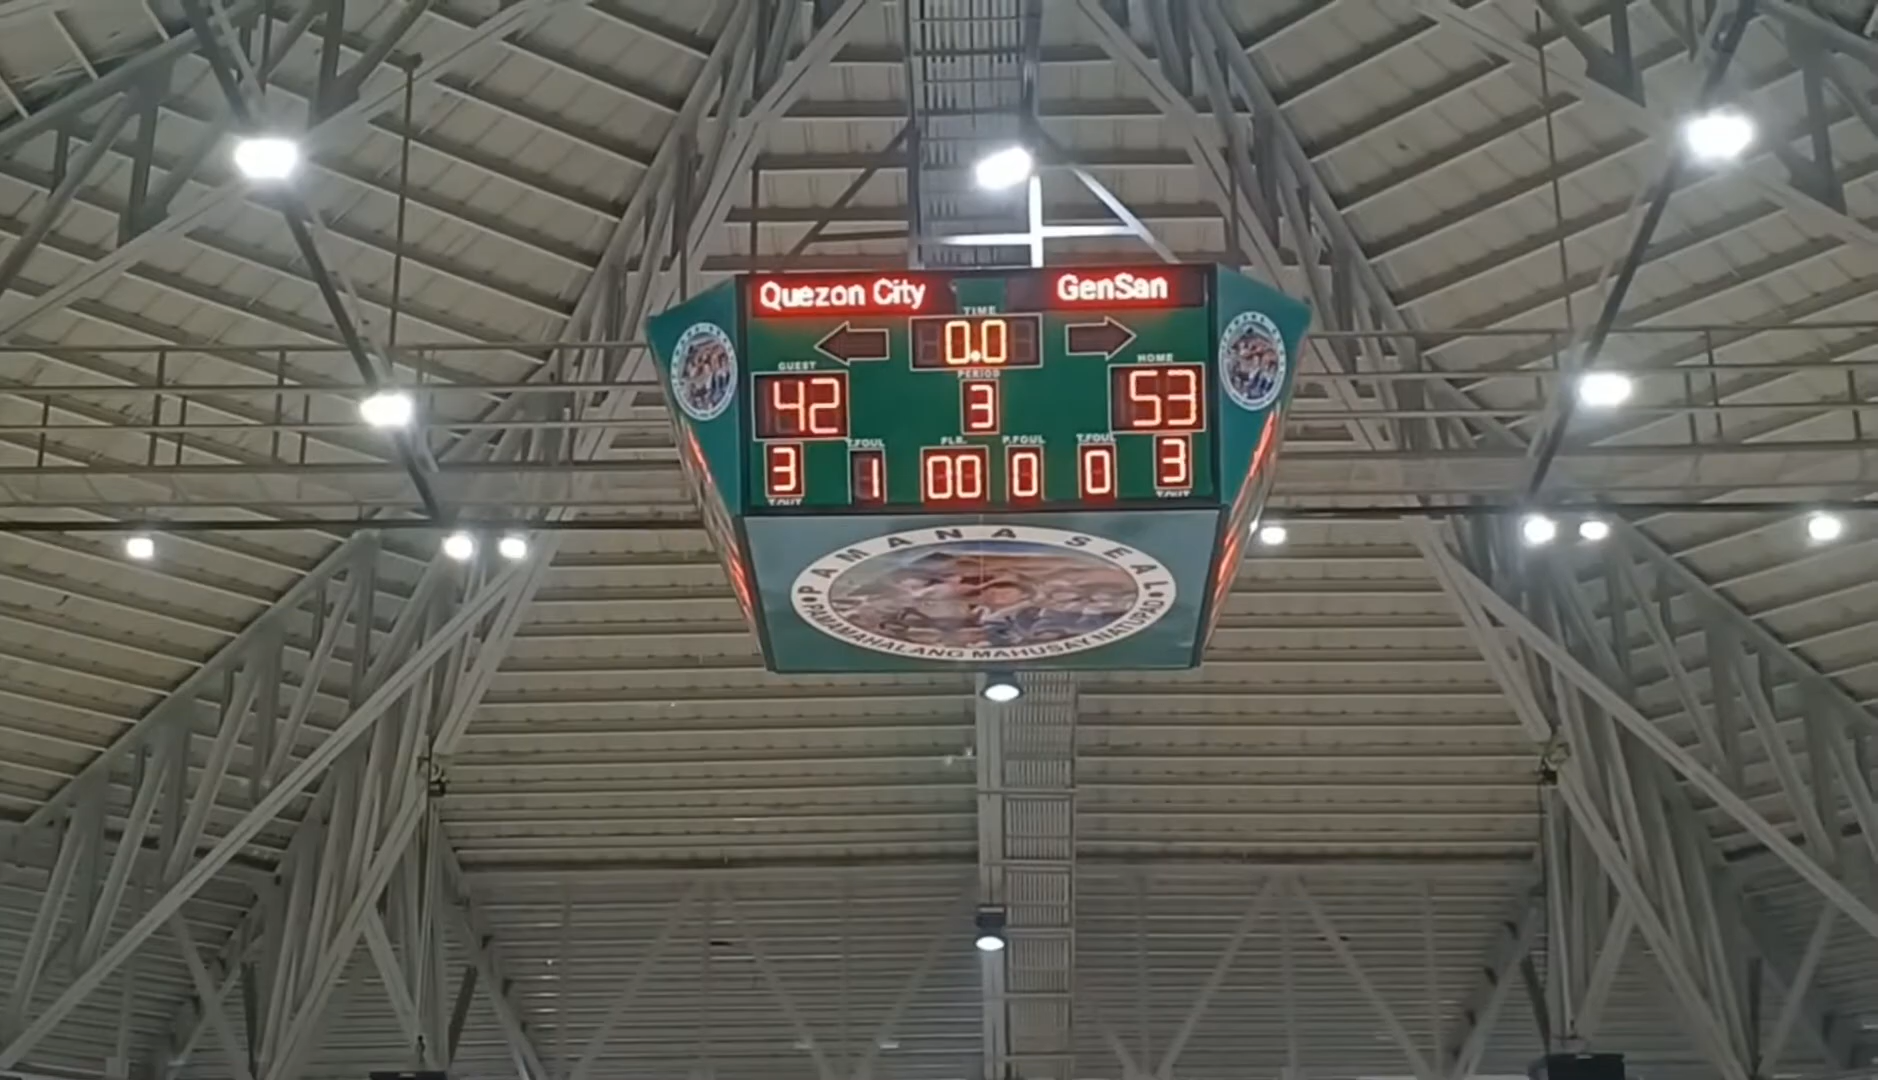 Quezon City GenSan
TIME
0.0
GUEST HOME
PERIOD
42 3 53
T.FOUL PLR. P.FOUL T.FOUL
3 1 00 0 0 3
T.OUT T.OUT
PAMANA SEAL
PAMAMAHALANG MAHUSAY NATUPAD